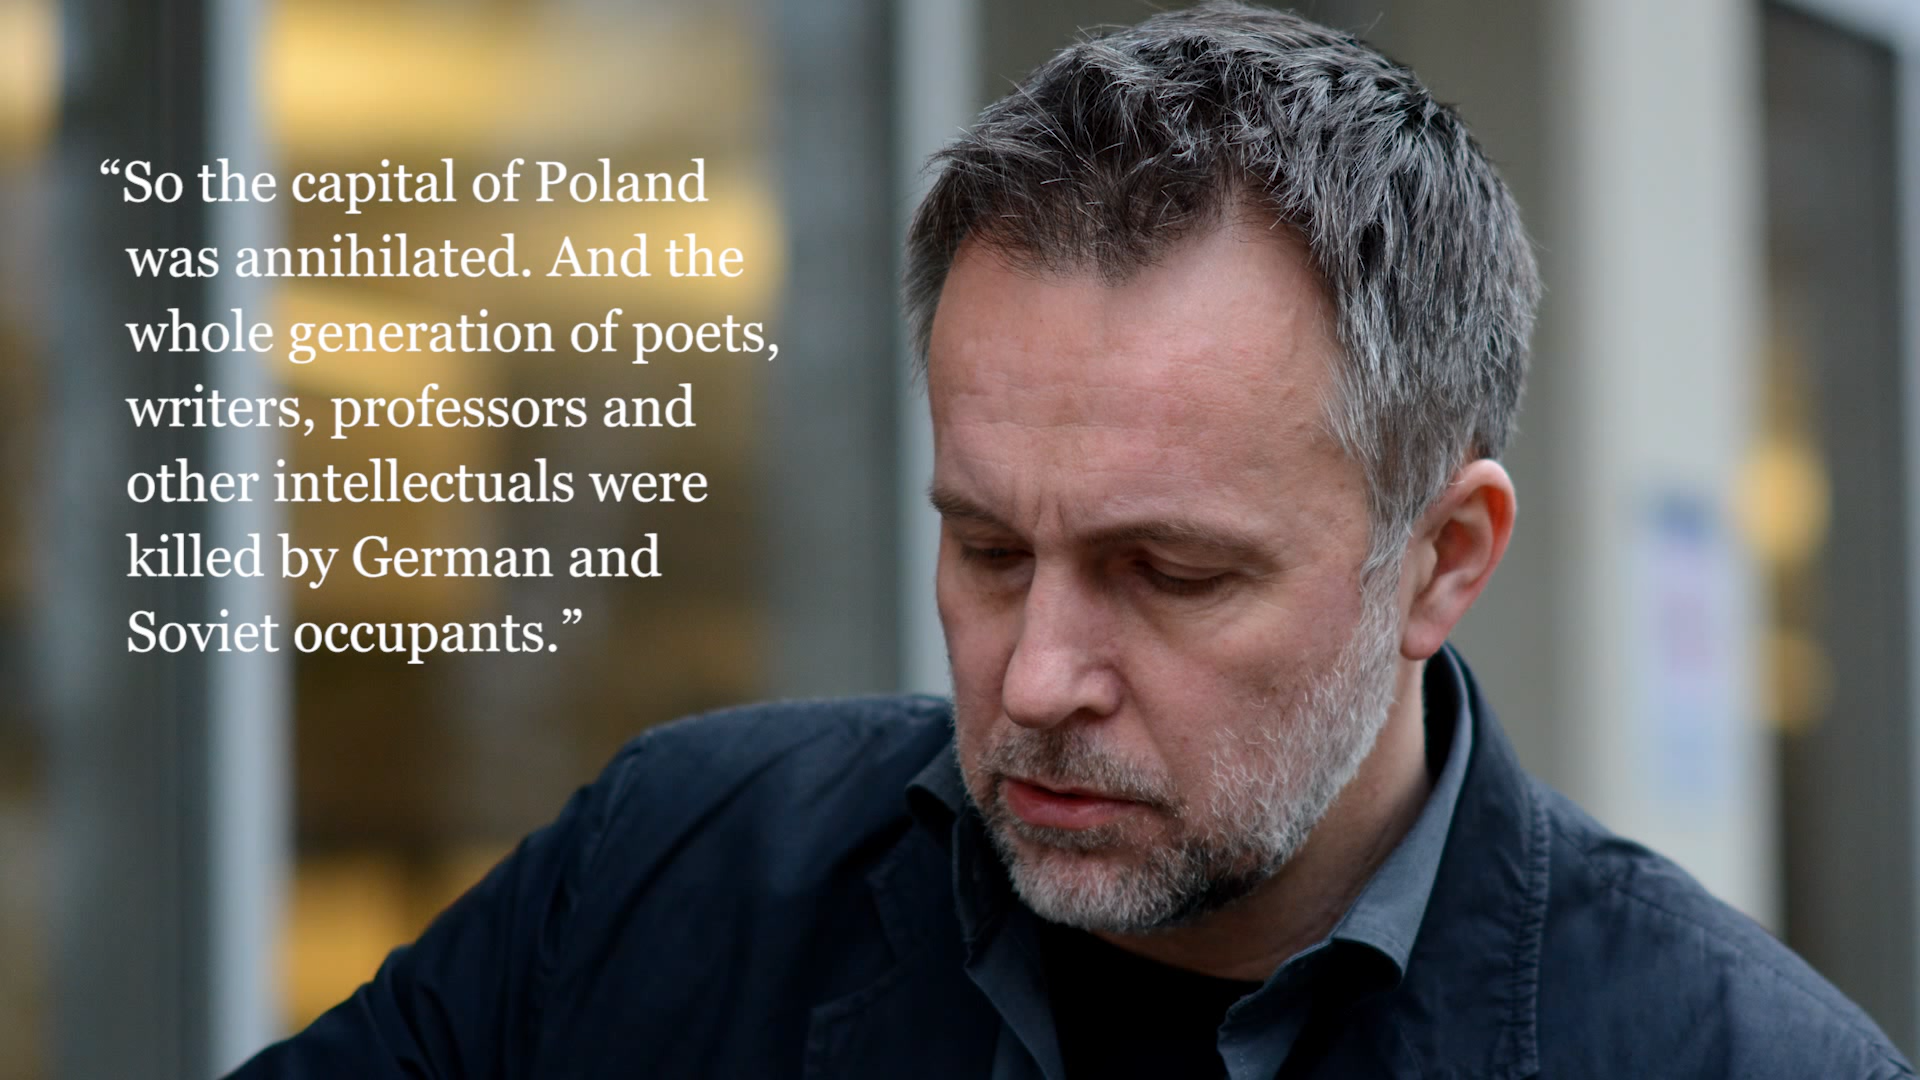 “So the capital of Poland
was annihilated. And the
whole generation of poets,
writers, professors and
other intellectuals were
killed by German and
Soviet occupants.”